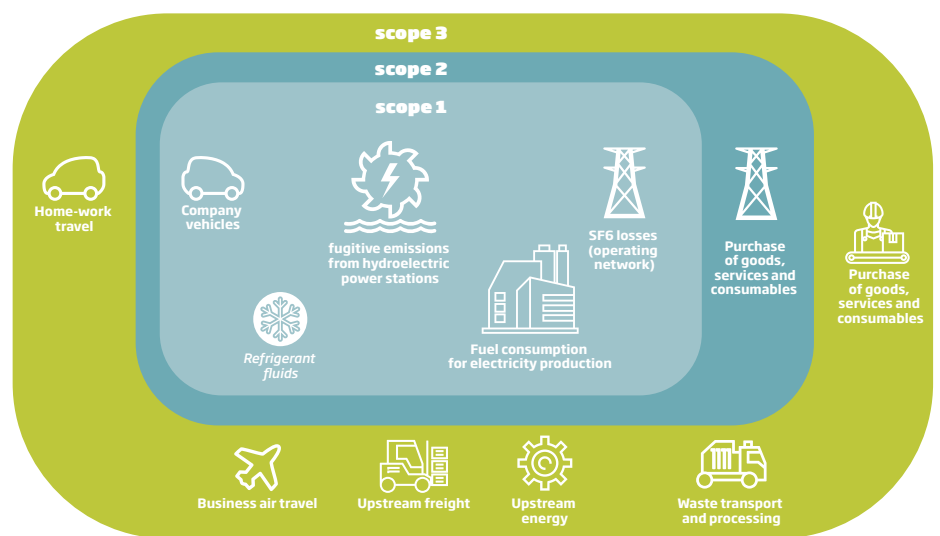 scope 3
scope 2
scope 1
Home-work
travel
Company
vehicles
fugitive emissions
from hydroelectric
power stations
SF6 losses
(operating
network)
Purchase
of goods,
services and
consumables
Purchase
of goods,
services and
consumables
Refrigerant
fluids
Fuel consumption
for electricity production
Business air travel
Upstream freight
Upstream
energy
Waste transport
and processing